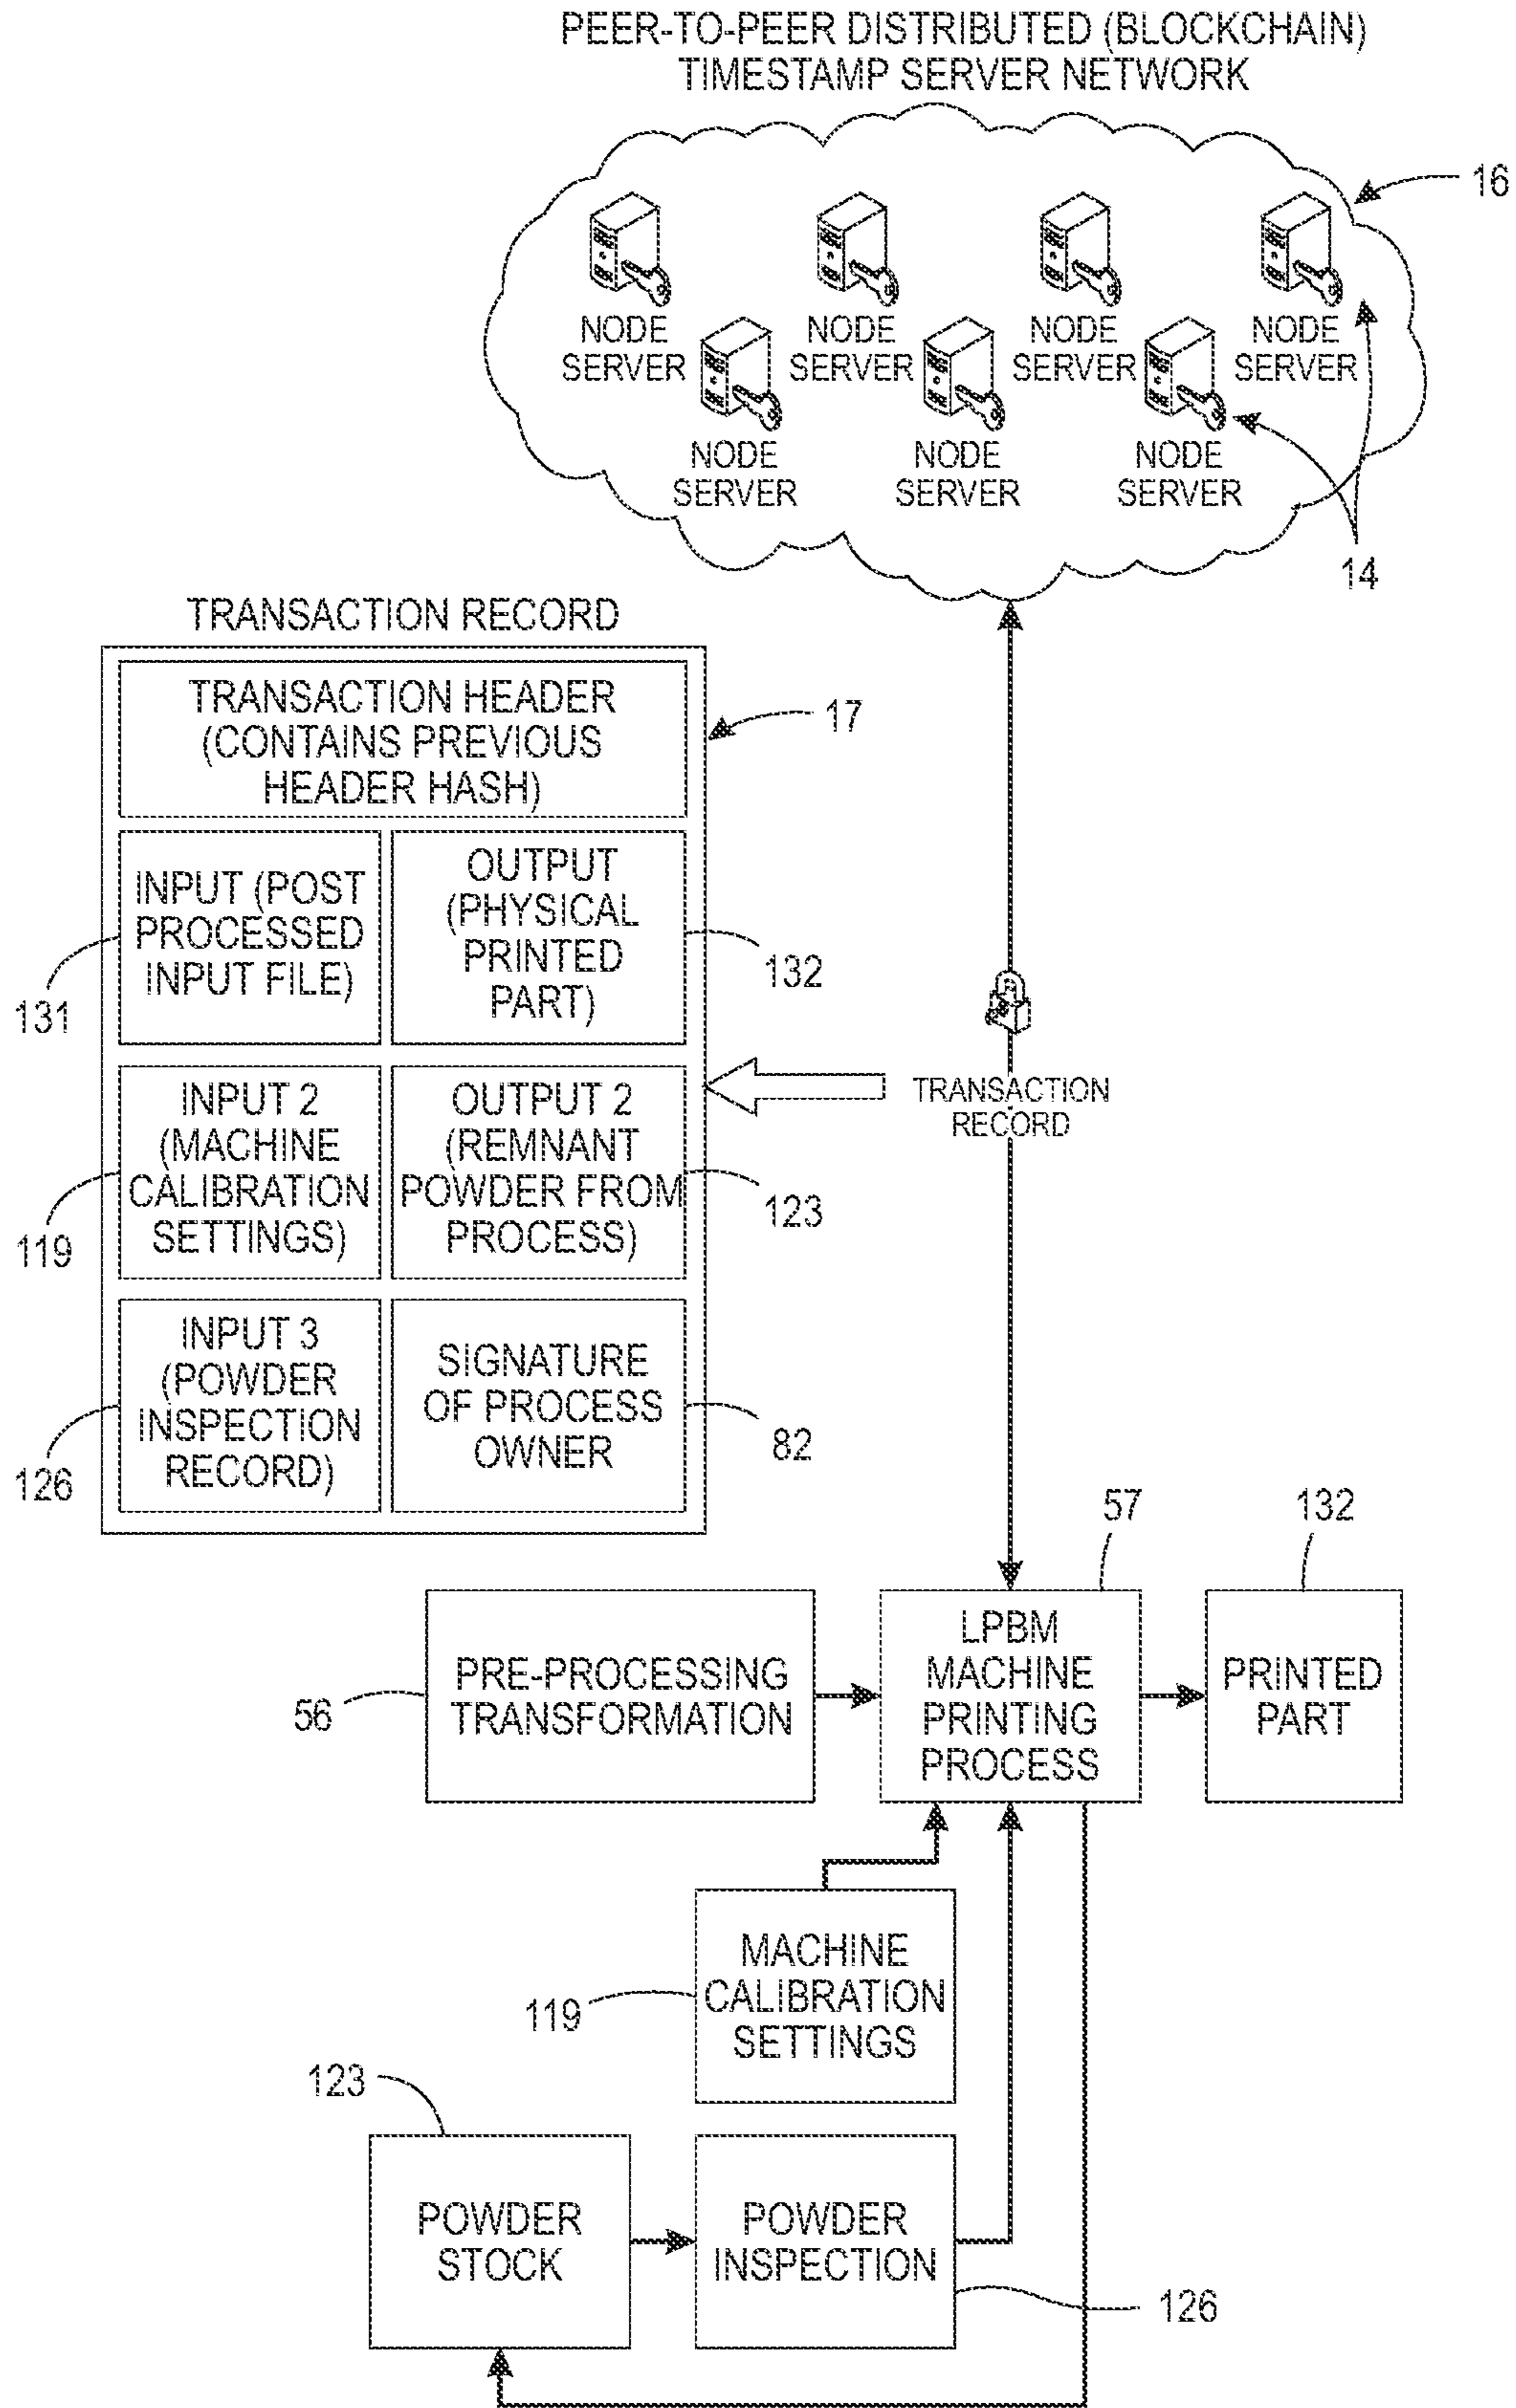 PEER-TO-PEER DISTRIBUTED (BLOCKCHAIN)
TIMESTAMP SERVER NETWORK
16
NODE
SERVER
NODE
SERVER
NODE
SERVER
NODE
SERVER
NODE
SERVER
NODE
SERVER
NODE
SERVER
14
TRANSACTION RECORD
TRANSACTION HEADER
(CONTAINS PREVIOUS
HEADER HASH)
17
INPUT (POST
PROCESSED
INPUT FILE)
131
OUTPUT
(PHYSICAL
PRINTED
PART)
132
INPUT 2
(MACHINE
CALIBRATION
SETTINGS)
119
OUTPUT 2
(REMNANT
POWDER FROM
PROCESS)
123
TRANSACTION
RECORD
INPUT 3
(POWDER
INSPECTION
RECORD)
126
SIGNATURE
OF PROCESS
OWNER
82
57
132
PRE-PROCESSING
TRANSFORMATION
56
LPBM
MACHINE
PRINTING
PROCESS
PRINTED
PART
MACHINE
CALIBRATION
SETTINGS
119
123
POWDER
STOCK
POWDER
INSPECTION
126